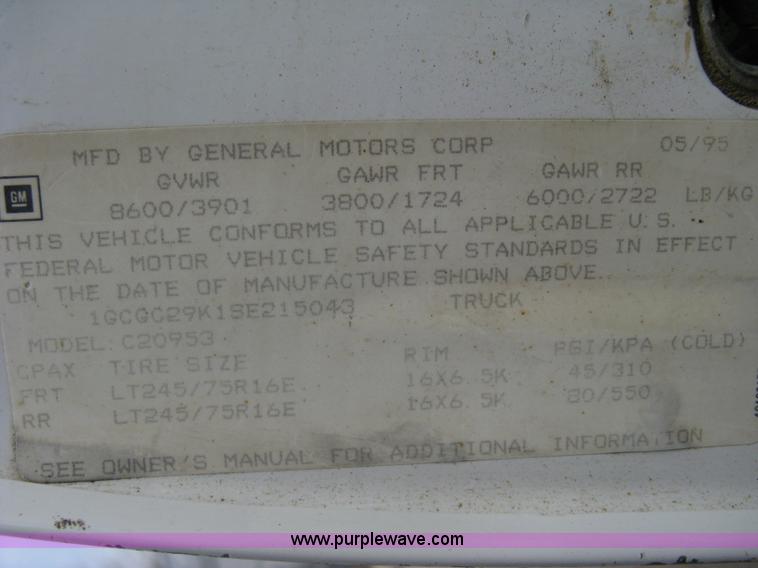 MFD BY GENERAL MOTORS CORP 05/95
GVWR GAWR FRT GAWR RR
GM
8600/3901 3800/1724 6000/2722 LB/KG
THIS VEHICLE CONFORMS TO ALL APPLICABLE U.S.
FEDERAL MOTOR VEHICLE SAFETY STANDARDS IN EFFECT
ON THE DATE OF MANUFACTURE SHOWN ABOVE.
1GCGC29K1SE215043 TRUCK
MODEL: C20953
GPAX TIRE SIZE RIM PSI/KPA (COLD)
FRT LT245/75R16E 16X6.5K 45/310
RR LT245/75R16E 16X6.5K 80/550
SEE OWNER'S MANUAL FOR ADDITIONAL INFORMATION
www.purplewave.com